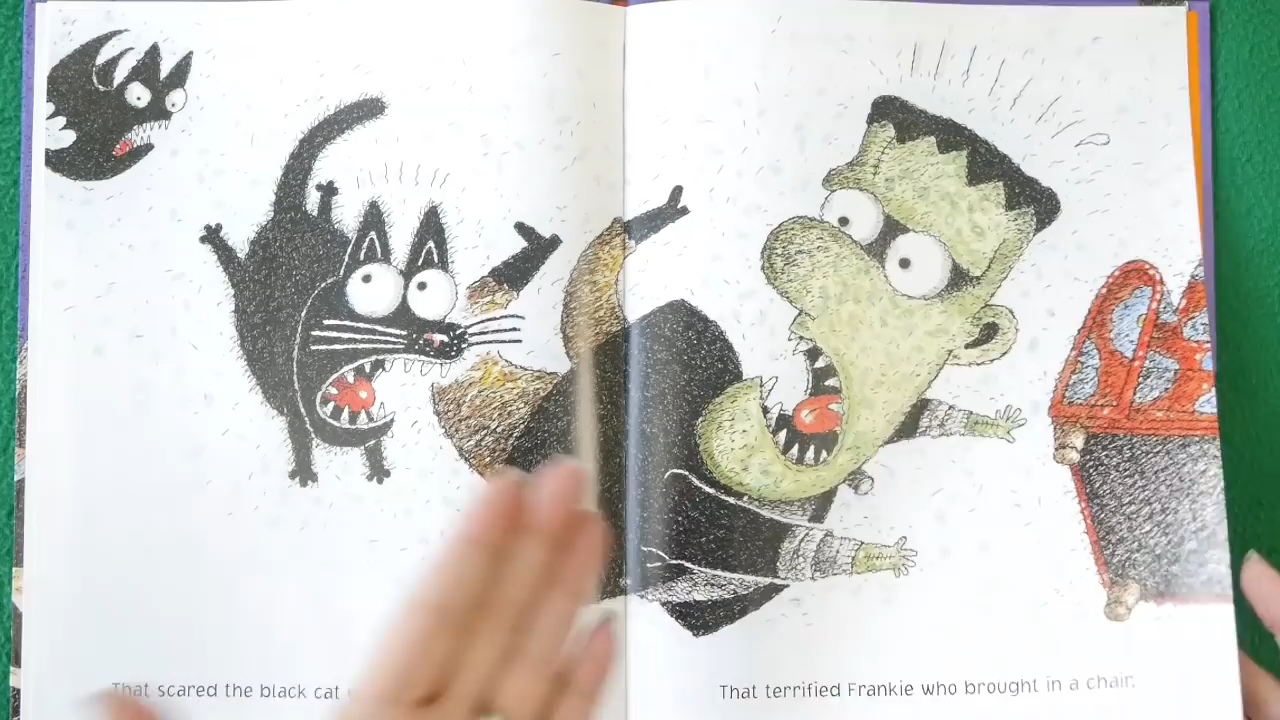 That scared the black cat
That terrified Frankie who brought in a chair.